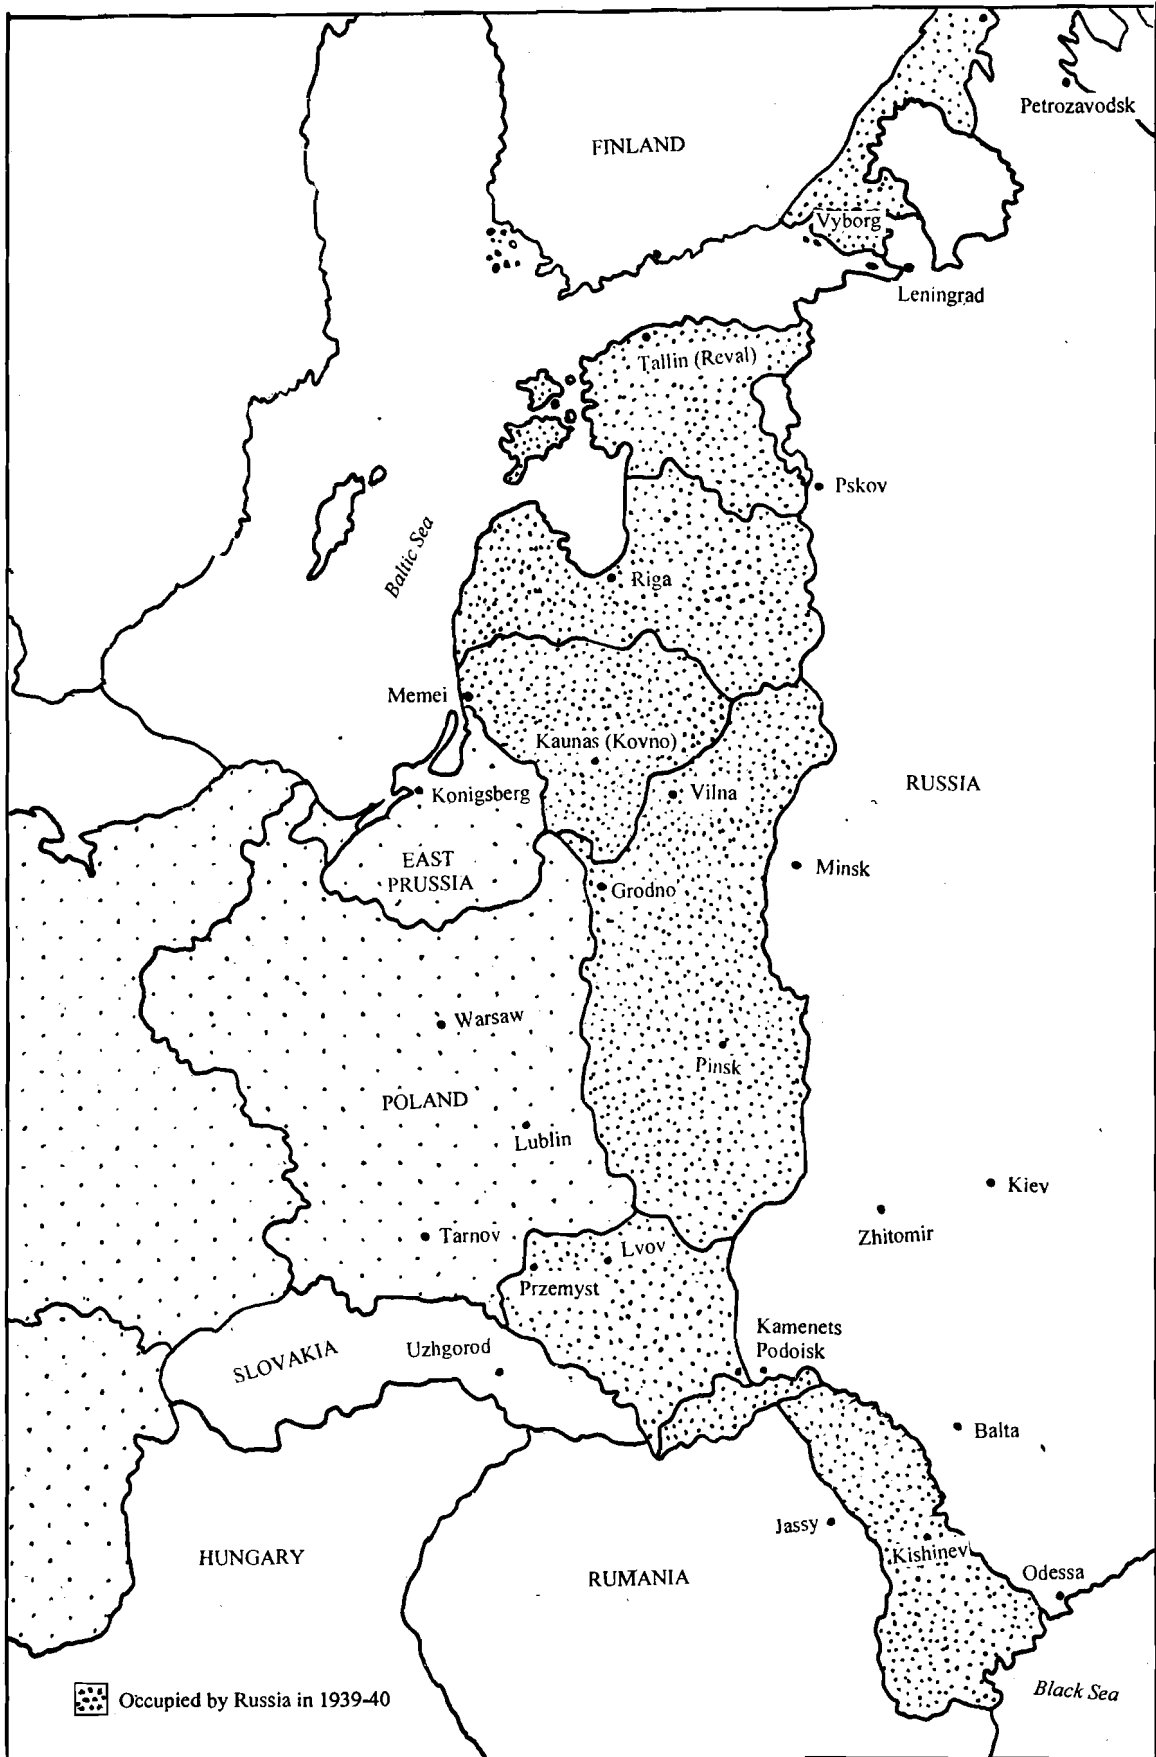 Petrozavodsk
FINLAND
Vyborg
Leningrad
Tallin (Reval)
Pskov
Baltic Sea
Riga
Memei
Kaunas (Kovno)
RUSSIA
Konigsberg
Vilna
EAST
PRUSSIA
Minsk
Grodno
Warsaw
Pinsk
POLAND
Lublin
Kiev
Zhitomir
Tarnov
Lvov
Przemyst
Kamenets
Podoisk
SLOVAKIA
Uzhgorod
Balta
Jassy
Kishinev
HUNGARY
RUMANIA
Odessa
Black Sea
Occupied by Russia in 1939-40